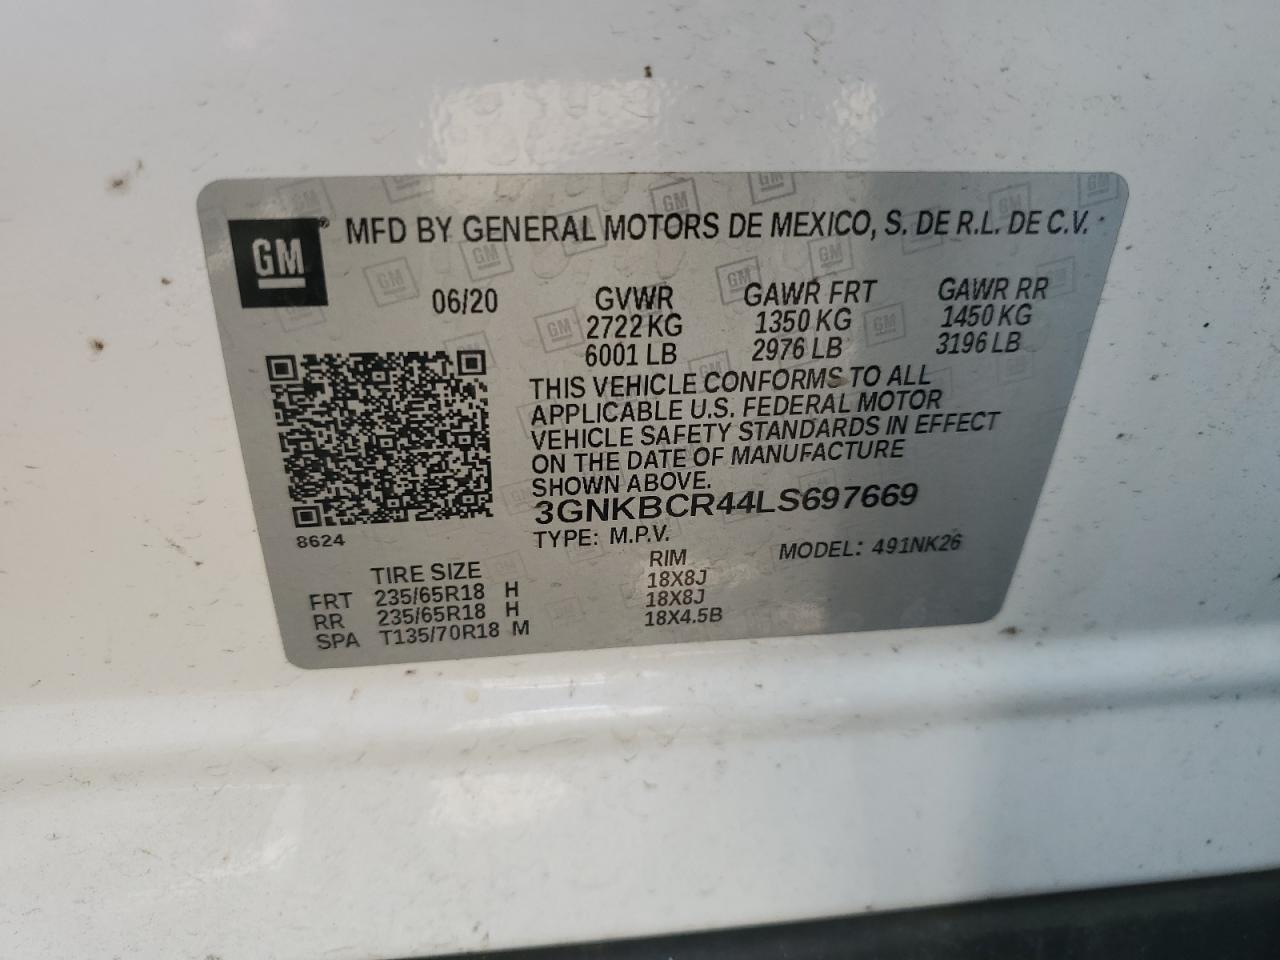 GM® MFD BY GENERAL MOTORS DE MEXICO, S. DE R.L. DE C.V.
06/20 GVWR GAWR FRT GAWR RR
2722 KG 1350 KG 1450 KG
6001 LB 2976 LB 3196 LB
THIS VEHICLE CONFORMS TO ALL
APPLICABLE U.S. FEDERAL MOTOR
VEHICLE SAFETY STANDARDS IN EFFECT
ON THE DATE OF MANUFACTURE
SHOWN ABOVE.
3GNKBCR44LS697669
8624 TYPE: M.P.V. MODEL: 491NK26
TIRE SIZE RIM
FRT 235/65R18 H 18X8J
RR 235/65R18 H 18X8J
SPA T135/70R18 M 18X4.5B